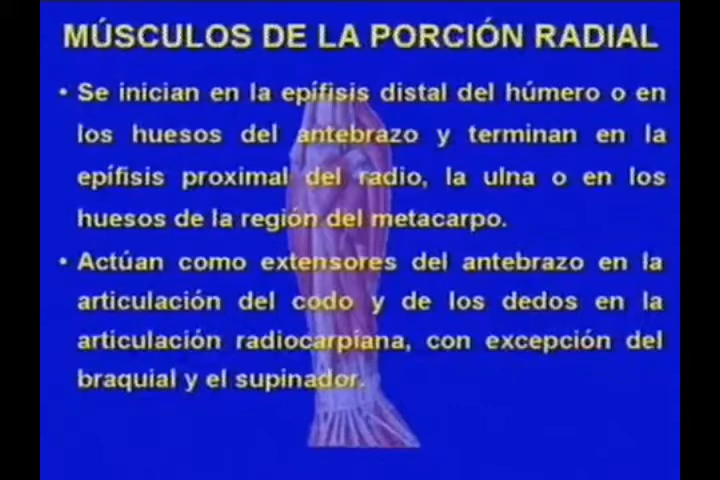 MÚSCULOS DE LA PORCIÓN RADIAL
• Se inician en la epífisis distal del húmero o en
los huesos del antebrazo y terminan en la
epífisis proximal del radio, la ulna o en los
huesos de la región del metacarpo.
• Actúan como extensores del antebrazo en la
articulación del codo y de los dedos en la
articulación radiocarpiana, con excepción del
braquial y el supinador.